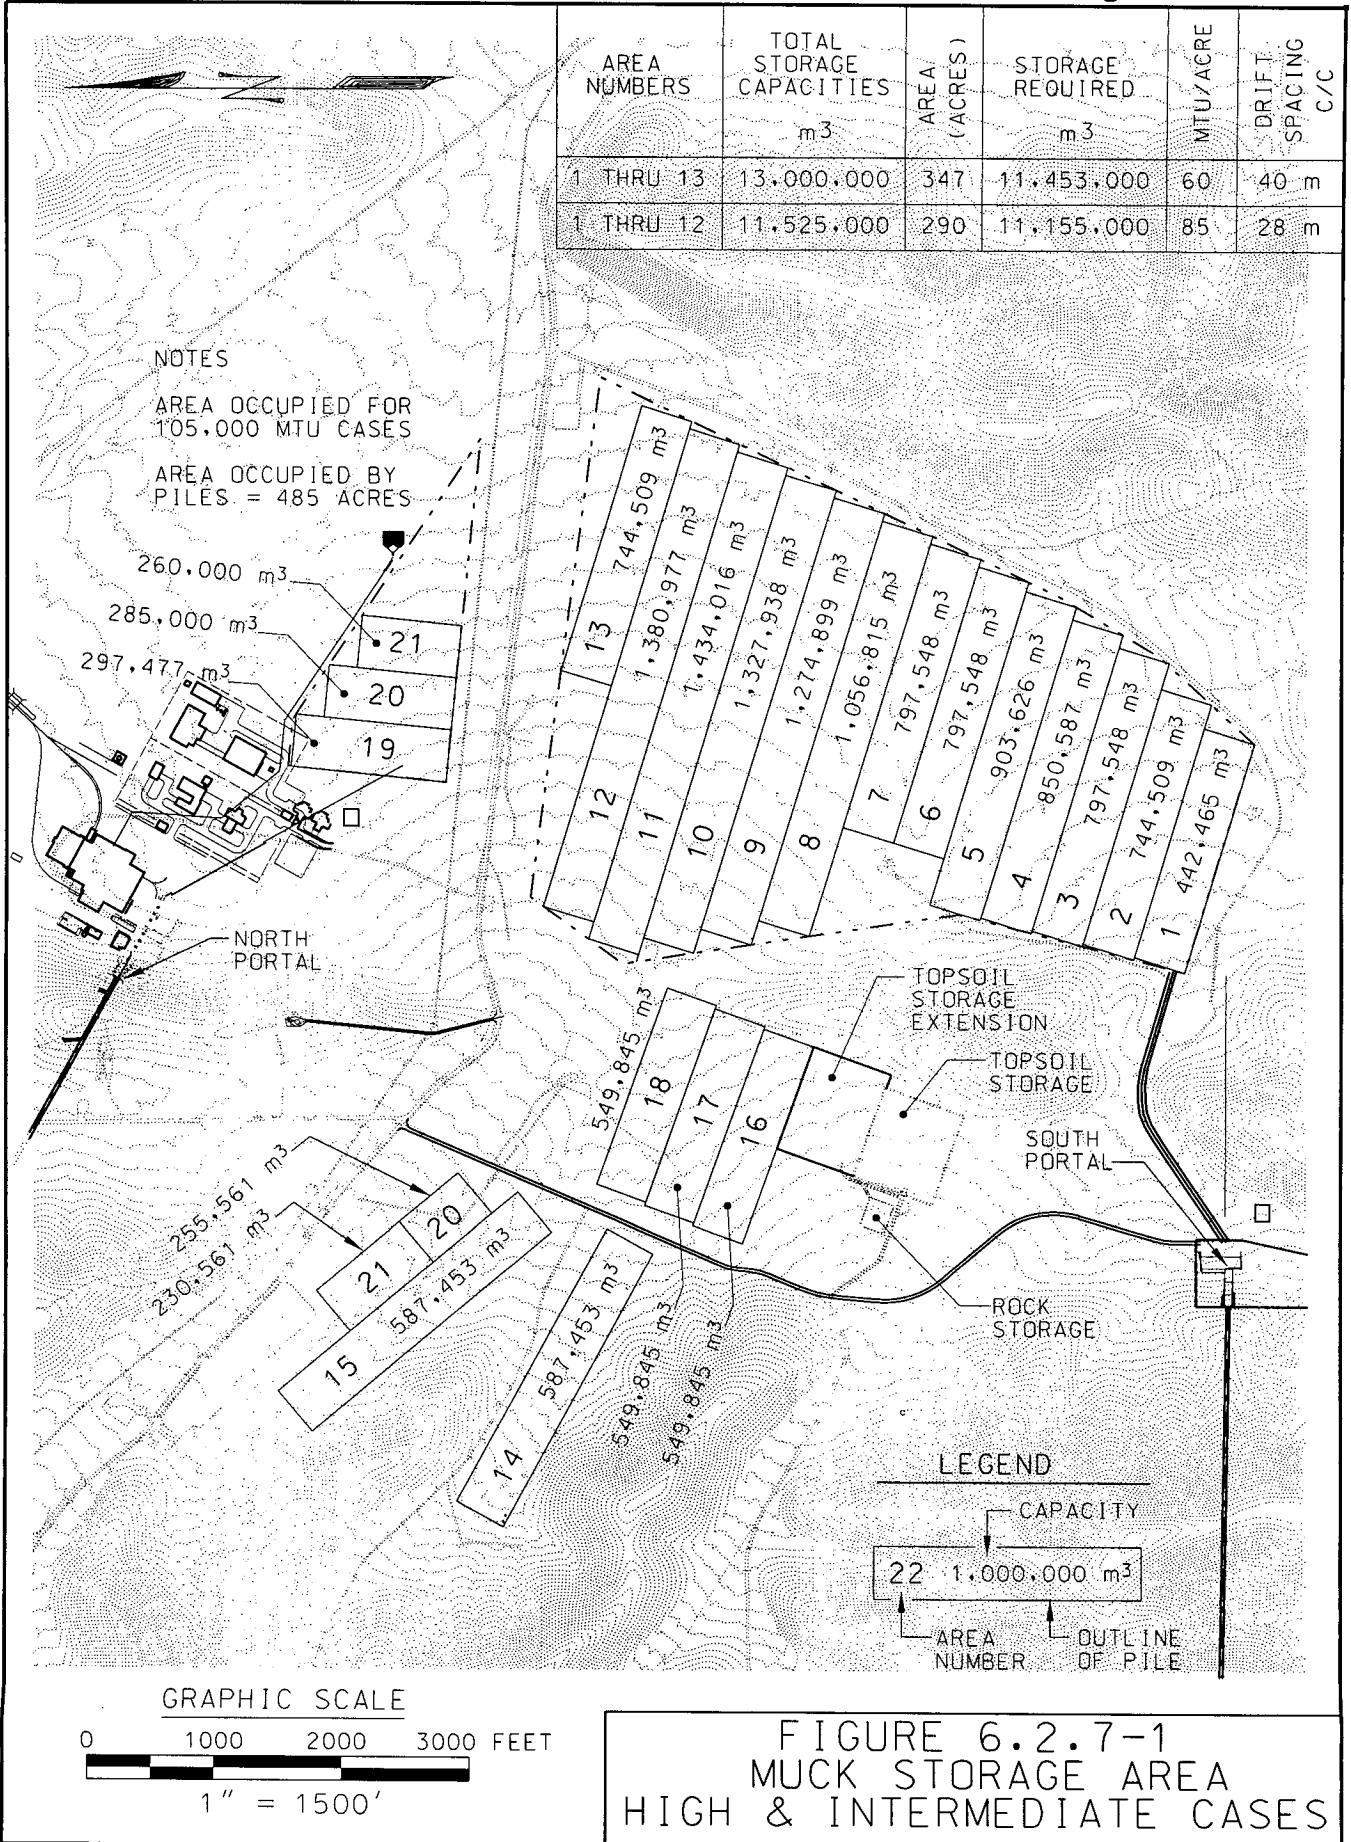 AREA NUMBERS
TOTAL STORAGE CAPACITIES m3
AREA (ACRES)
STORAGE REQUIRED m3
MTU/ACRE
DRIFT SPACING C/C
1 THRU 13 13,000,000 347 11,453,000 60 40 m
1 THRU 12 11,525,000 290 11,155,000 85 28 m
NOTES
AREA OCCUPIED FOR
105,000 MTU CASES
AREA OCCUPIED BY
PILES = 485 ACRES
260,000 m3
285,000 m3
297,477 m3
21
20
19
13 744,509 m3
12 1,380,977 m3
11 1,434,016 m3
10 1,327,938 m3
9 1,274,899 m3
8 1,056,815 m3
7 797,548 m3
6 797,548 m3
5 903,626 m3
4 850,587 m3
3 797,548 m3
2 744,509 m3
1 442,465 m3
NORTH
PORTAL
TOPSOIL
STORAGE
EXTENSION
TOPSOIL
STORAGE
SOUTH
PORTAL
549,845 m3
18
17
16
255,561 m3
230,561 m3
20
21
15 587,453 m3
14 587,453 m3
549,845 m3
549,845 m3
ROCK
STORAGE
LEGEND
CAPACITY
22 1,000,000 m3
AREA
NUMBER
OUTLINE
OF PILE
GRAPHIC SCALE
0 1000 2000 3000 FEET
1" = 1500'
FIGURE 6.2.7-1
MUCK STORAGE AREA
HIGH & INTERMEDIATE CASES